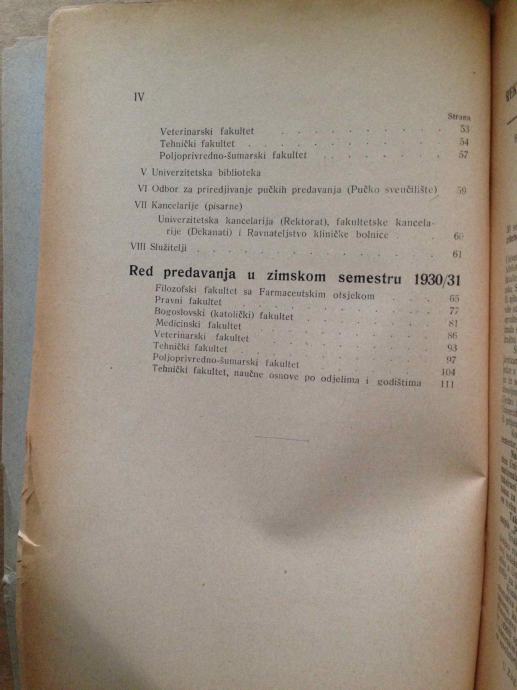 IV
Strana
Veterinarski fakultet . . . . . . 53
Tehnički fakultet . . . . . . 54
Poljoprivredno-šumarski fakultet . . . . . 57
V Univerzitetska biblioteka
VI Odbor za priredjivanje pučkih predavanja (Pučko sveučilište) 59
VII Kancelarije (pisarne)
Univerzitetska kancelarija (Rektorat), fakultetske kancela-
rije (Dekanati) i Ravnateljstvo kliničke bolnice . . 60
VIII Služitelji . . . . . . . . 61
Red predavanja u zimskom semestru 1930/31
Filozofski fakultet sa Farmaceutskim otsjekom . . . 65
Pravni fakultet . . . . . . . 77
Bogoslovski (katolički) fakultet . . . . . 81
Medicinski fakultet . . . . . . 86
Veterinarski fakultet . . . . . . 93
Tehnički fakultet . . . . . . 97
Poljoprivredno-šumarski fakultet . . . . 104
Tehnički fakultet, naučne osnove po odjelima i godištima 111